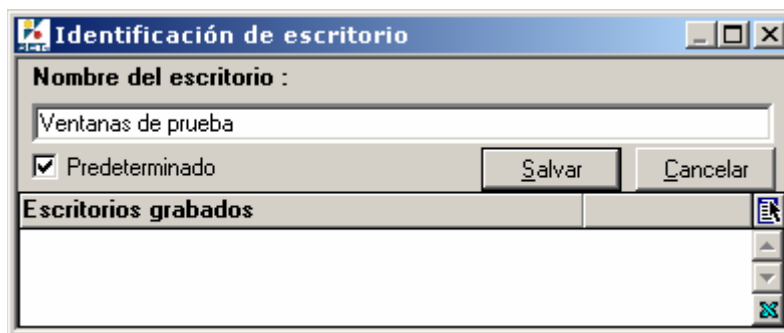 Identificación de escritorio
Nombre del escritorio :
Ventanas de prueba
Predeterminado
Salvar
Cancelar
Escritorios grabados